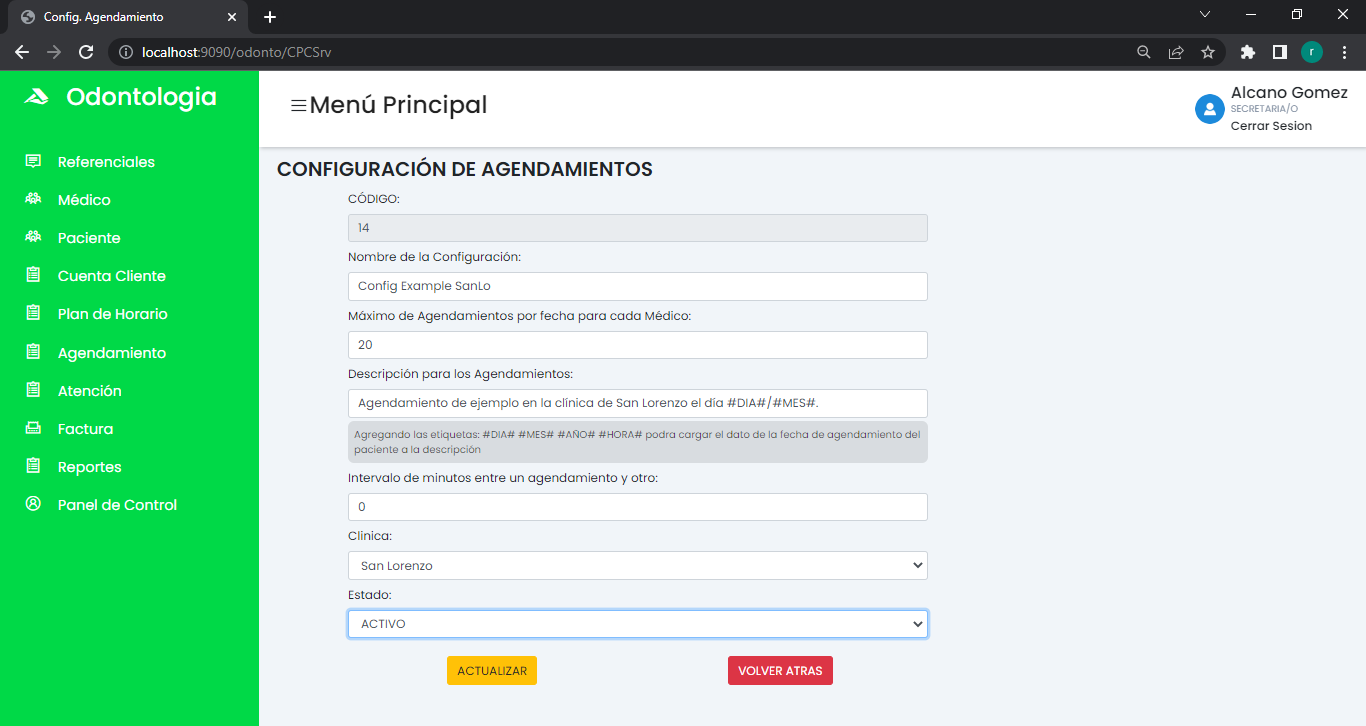 Config. Agendamiento
localhost:9090/odonto/CPCSrv
r
Odontologia
Referenciales
Médico
Paciente
Cuenta Cliente
Plan de Horario
Agendamiento
Atención
Factura
Reportes
Panel de Control
Menú Principal
Alcano Gomez
SECRETARIA/O
Cerrar Sesion
CONFIGURACIÓN DE AGENDAMIENTOS
CÓDIGO:
14
Nombre de la Configuración:
Config Example SanLo
Máximo de Agendamientos por fecha para cada Médico:
20
Descripción para los Agendamientos:
Agendamiento de ejemplo en la clínica de San Lorenzo el día #DIA#/#MES#.
Agregando las etiquetas: #DIA# #MES# #AÑO# #HORA# podra cargar el dato de la fecha de agendamiento del
paciente a la descripción
Intervalo de minutos entre un agendamiento y otro:
0
Clínica:
San Lorenzo
Estado:
ACTIVO
ACTUALIZAR
VOLVER ATRAS